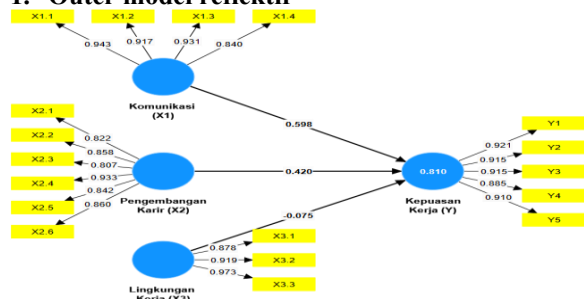 1. Outer model reflektif
X1.1 X1.2 X1.3 X1.4
0.943 0.917 0.931 0.840
Komunikasi
(X1)
X2.1
X2.2
X2.3
X2.4
X2.5
X2.6
0.822
0.858
0.807
0.933
0.842
0.860
Pengembangan
Karir (X2)
0.598
0.420
-0.075
0.810
Kepuasan
Kerja (Y)
0.921
0.915
0.915
0.885
0.910
Y1
Y2
Y3
Y4
Y5
0.878
0.919
0.973
X3.1
X3.2
X3.3
Lingkungan
Kerja (X3)